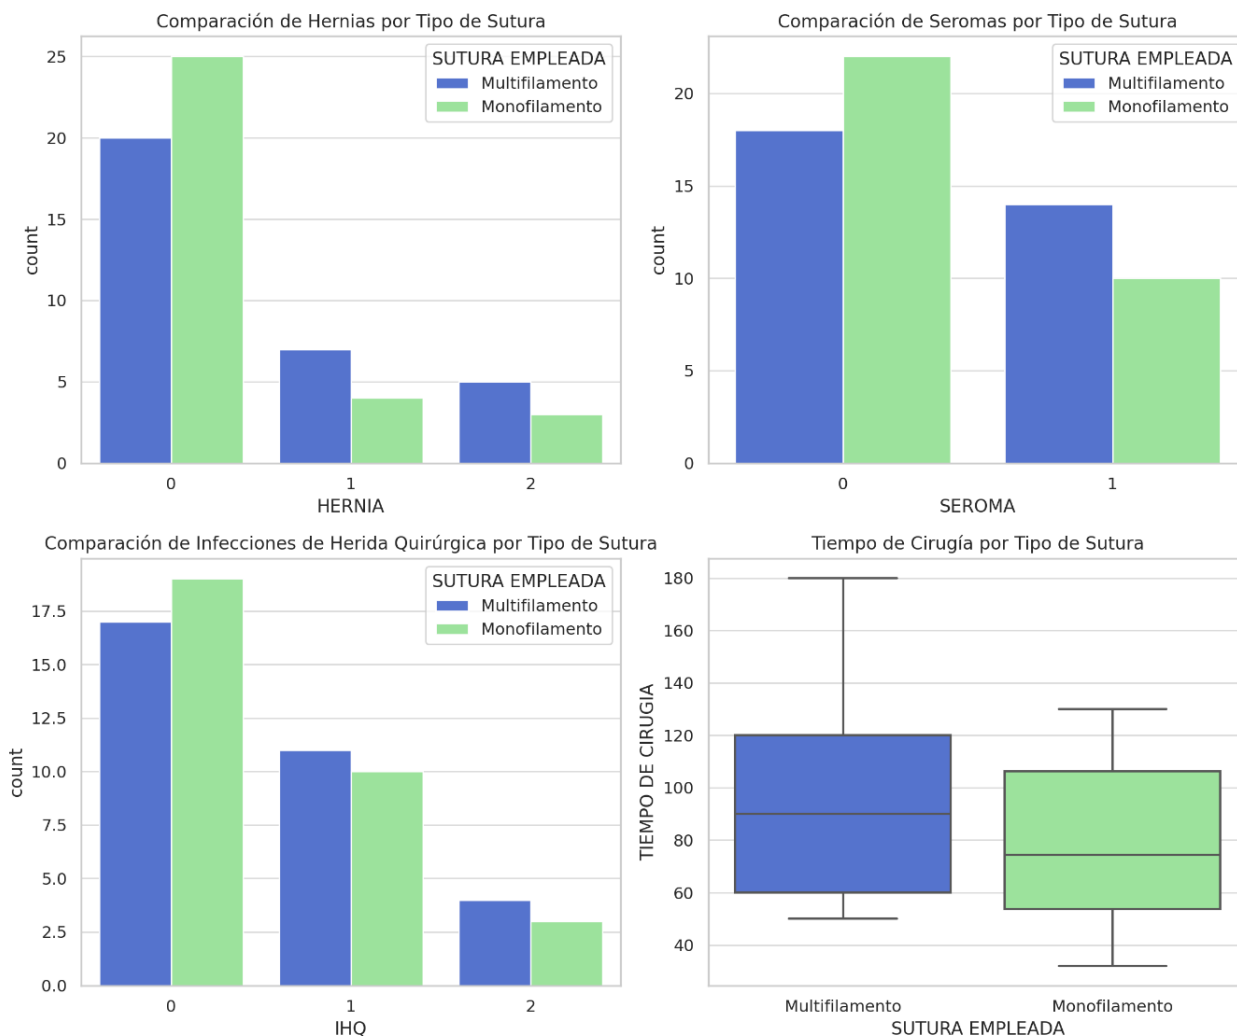 Comparación de Hernias por Tipo de Sutura
25
20
15
10
5
0
count
SUTURA EMPLEADA
Multifilamento
Monofilamento
0 1 2
HERNIA
Comparación de Seromas por Tipo de Sutura
20
15
10
5
0
count
SUTURA EMPLEADA
Multifilamento
Monofilamento
0 1
SEROMA
Comparación de Infecciones de Herida Quirúrgica por Tipo de Sutura
17.5
15.0
12.5
10.0
7.5
5.0
2.5
0.0
count
SUTURA EMPLEADA
Multifilamento
Monofilamento
0 1 2
IHQ
Tiempo de Cirugía por Tipo de Sutura
180
160
140
120
100
80
60
40
TIEMPO DE CIRUGIA
Multifilamento Monofilamento
SUTURA EMPLEADA